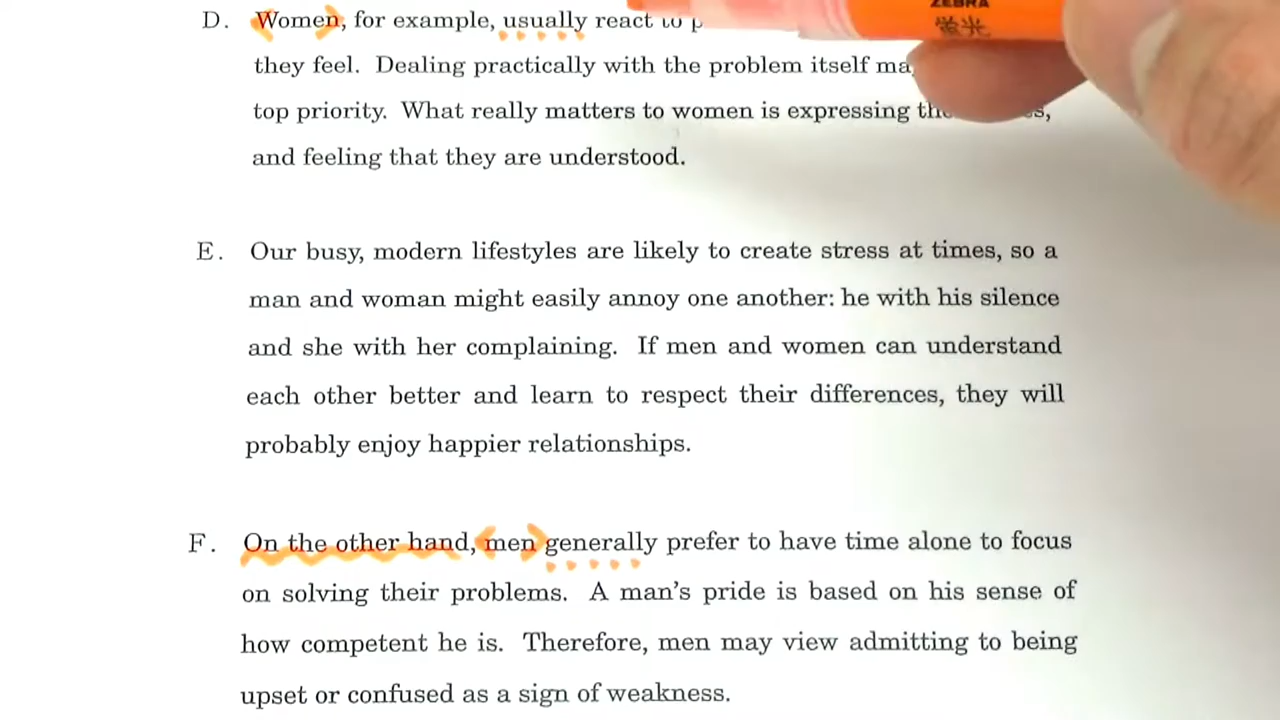 D. Women, for example, usually react to
they feel. Dealing practically with the problem itself
top priority. What really matters to women is expressing
and feeling that they are understood.
E. Our busy, modern lifestyles are likely to create stress at times, so a
man and woman might easily annoy one another: he with his silence
and she with her complaining. If men and women can understand
each other better and learn to respect their differences, they will
probably enjoy happier relationships.
F. On the other hand, men generally prefer to have time alone to focus
on solving their problems. A man's pride is based on his sense of
how competent he is. Therefore, men may view admitting to being
upset or confused as a sign of weakness.
ZEBRA
蛍光